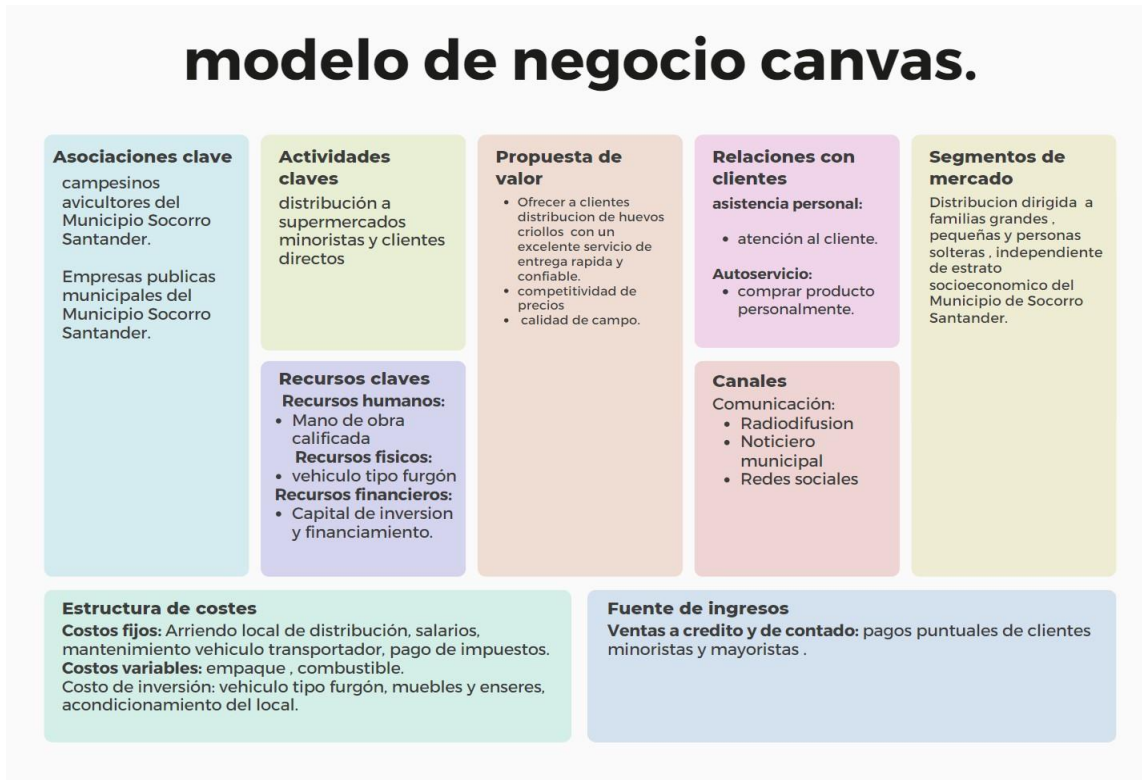 modelo de negocio canvas.
Asociaciones clave
campesinos
avicultores del
Municipio Socorro
Santander.
Empresas publicas
municipales del
Municipio Socorro
Santander.
Actividades
claves
distribución a
supermercados
minoristas y clientes
directos
Recursos claves
Recursos humanos:
• Mano de obra
calificada
Recursos fisicos:
• vehiculo tipo furgón
Recursos financieros:
• Capital de inversion
y financiamiento.
Propuesta de
valor
• Ofrecer a clientes
distribucion de huevos
criollos con un
excelente servicio de
entrega rapida y
confiable.
• competitividad de
precios
• calidad de campo.
Relaciones con
clientes
asistencia personal:
• atención al cliente.
Autoservicio:
• comprar producto
personalmente.
Canales
Comunicación:
• Radiodifusion
• Noticiero
municipal
• Redes sociales
Segmentos de
mercado
Distribucion dirigida a
familias grandes ,
pequeñas y personas
solteras , independiente
de estrato
socioeconomico del
Municipio de Socorro
Santander.
Estructura de costes
Costos fijos: Arriendo local de distribución, salarios,
mantenimiento vehiculo transportador, pago de impuestos.
Costos variables: empaque , combustible.
Costo de inversión: vehiculo tipo furgón, muebles y enseres,
acondicionamiento del local.
Fuente de ingresos
Ventas a credito y de contado: pagos puntuales de clientes
minoristas y mayoristas .